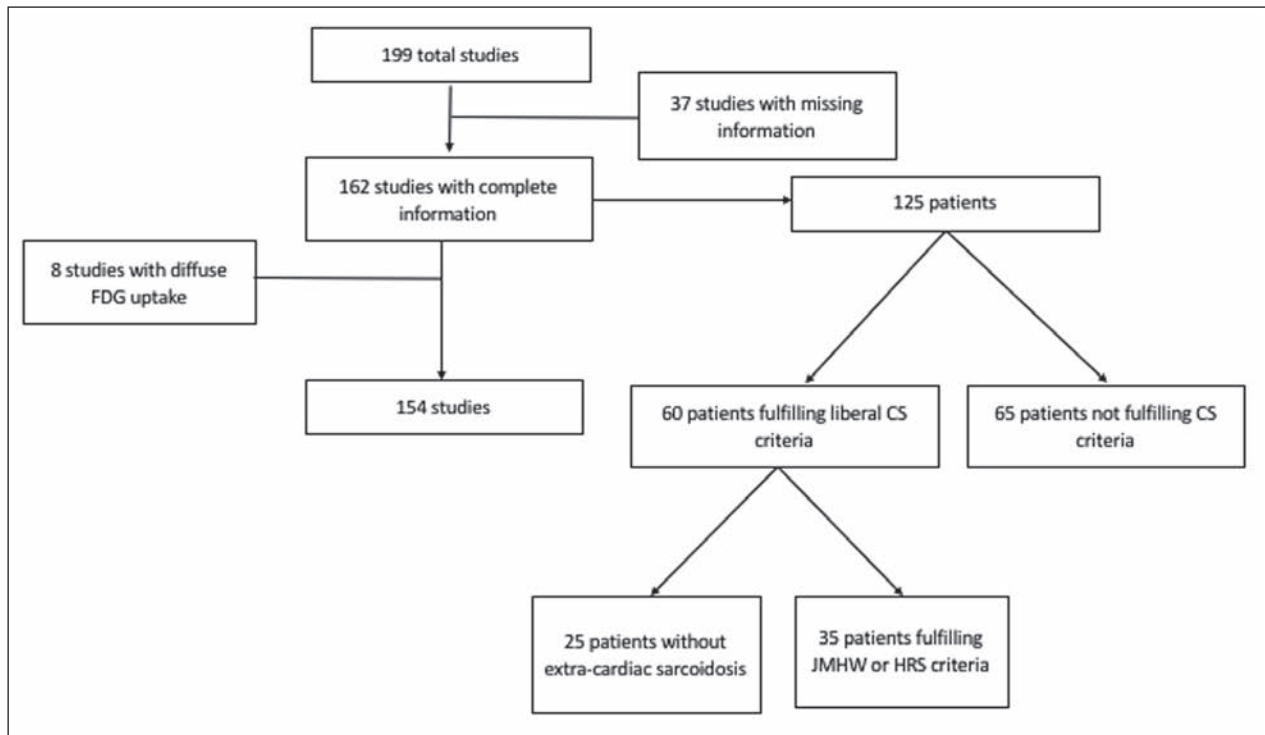 199 total studies
37 studies with missing
information
162 studies with complete
information
125 patients
8 studies with diffuse
FDG uptake
154 studies
60 patients fulfilling liberal CS
criteria
65 patients not fulfilling CS
criteria
25 patients without
extra-cardiac sarcoidosis
35 patients fulfilling
JMHW or HRS criteria